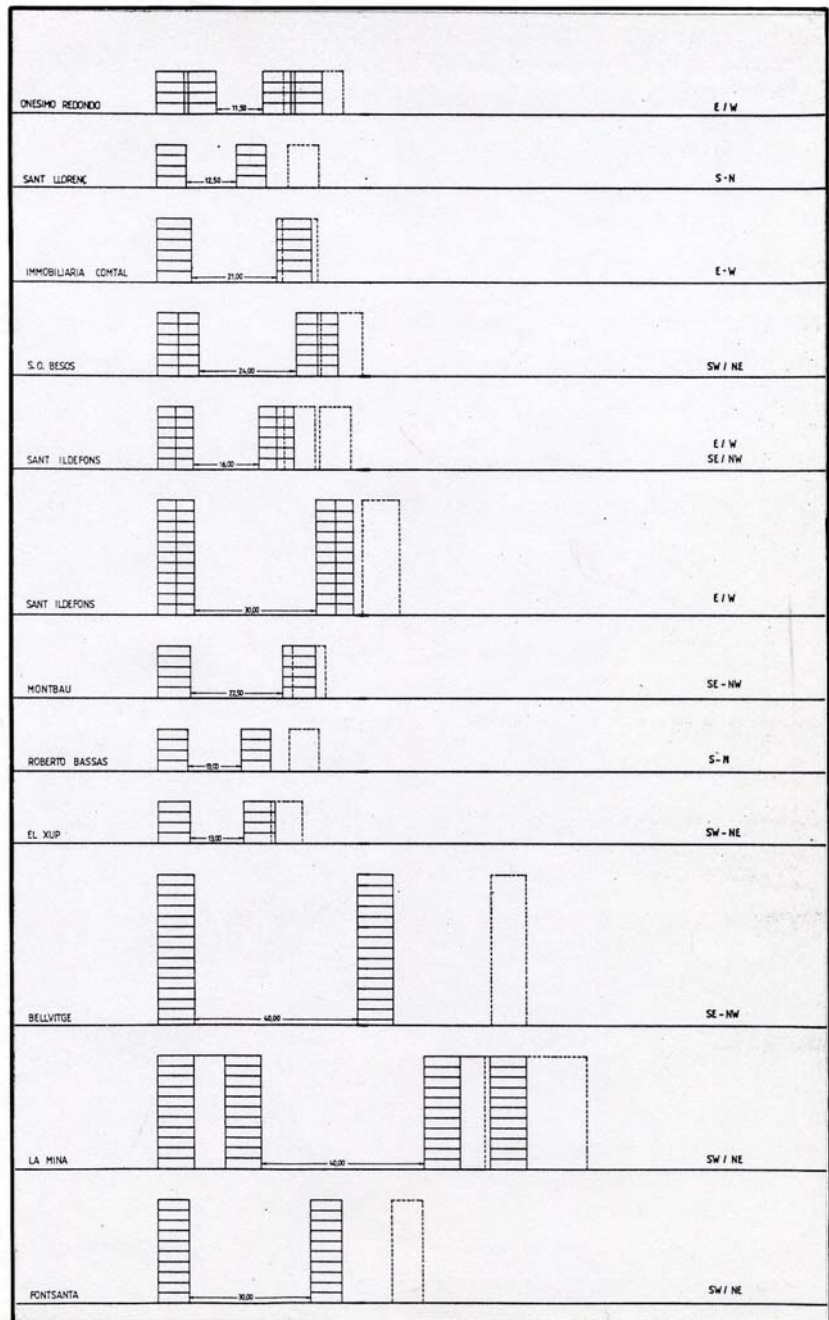 ONESIMO REDONDO 11,50 E / W
SANT LLORENÇ 12,50 S - N
IMMOBILIARIA COMTAL 21,00 E - W
S. O. BESOS 24,00 SW / NE
SANT ILDEFONS 16,00 E / W
SE / NW
SANT ILDEFONS 30,00 E / W
MONTBAU 22,50 SE - NW
ROBERTO BASSAS S - N
EL XUP 13,00 SW - NE
BELLVITGE 40,00 SE - NW
LA MINA 40,00 SW / NE
FONTSANTA 30,00 SW / NE